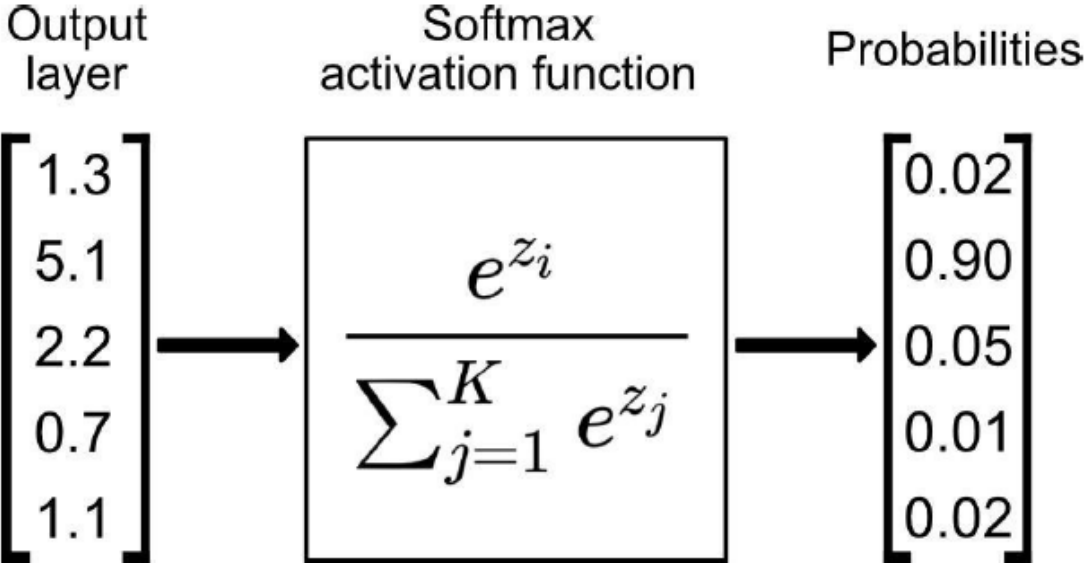 Output
layer
Softmax
activation function
Probabilities
1.3
5.1
2.2
0.7
1.1
e^{z_i}
∑_{j=1}^{K} e^{z_j}
0.02
0.90
0.05
0.01
0.02